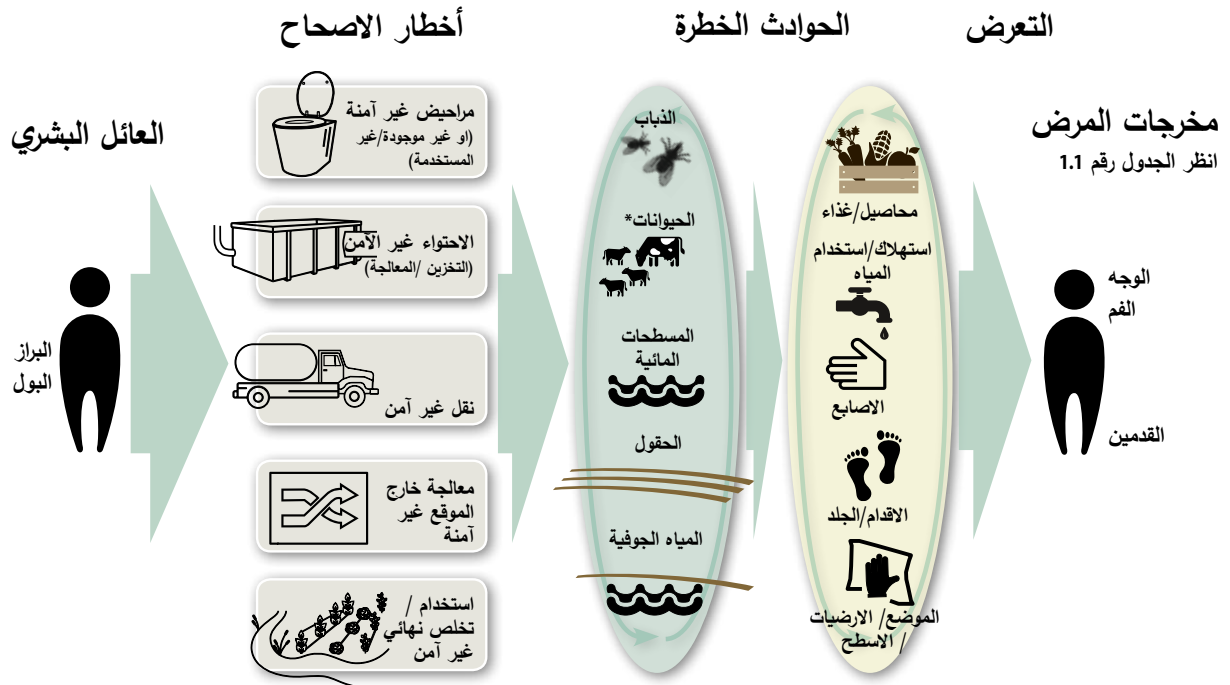 العائل البشري
البراز
البول
أخطار الاصحاح
مراحيض غير آمنة
(او غير موجودة/غير
المستخدمة)
الاحتواء غير الآمن
(التخزين /المعالجة)
نقل غير آمن
معالجة خارج
الموقع غير
آمنة
استخدام /
تخلص نهائي
غير آمن
الحوادث الخطرة
الذباب
الحيوانات*
المسطحات
المائية
الحقول
المياه الجوفية
التعرض
محاصيل/غذاء
استهلاك/استخدام
المياه
الاصابع
الاقدام/الجلد
الموضع/ الارضيات
/ الاسطح
مخرجات المرض
انظر الجدول رقم 1.1
الوجه
الفم
القدمين